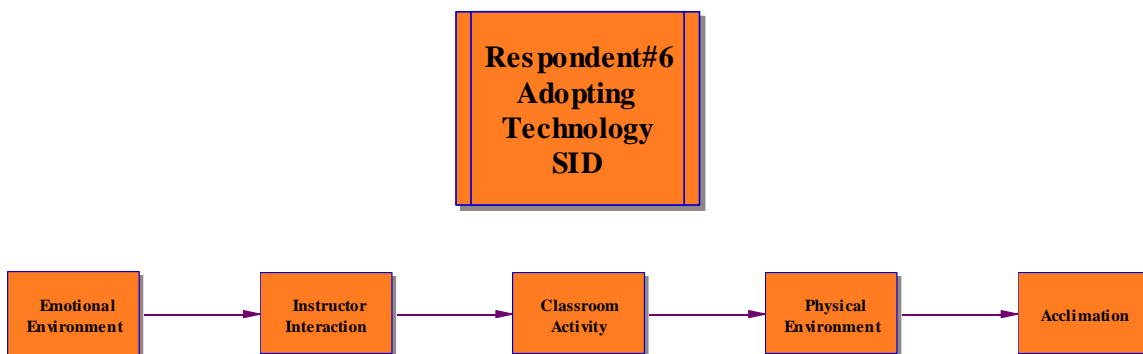 Respondent#6
Adopting
Technology
SID
Emotional
Environment
Instructor
Interaction
Classroom
Activity
Physical
Environment
Acclimation